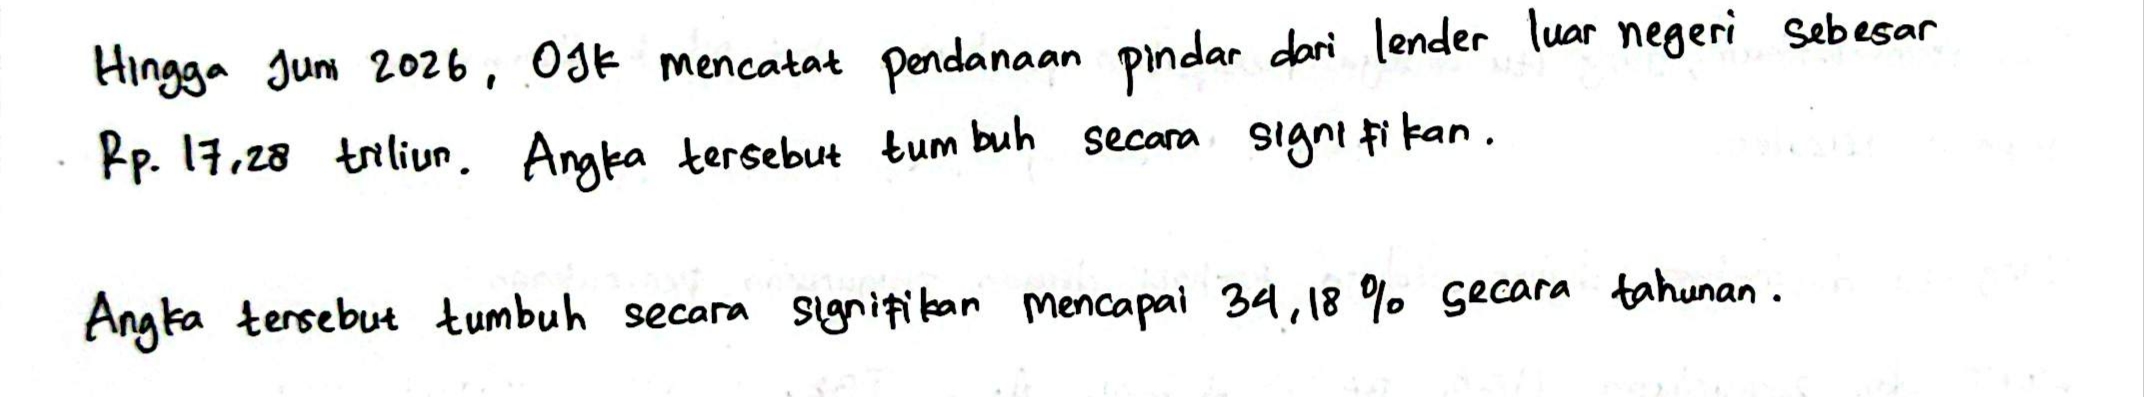 Hingga Juni 2026, OJK mencatat pendanaan pindar dari lender luar negeri sebesar
Rp. 17,28 triliun. Angka tersebut tumbuh secara signifikan.
Angka tersebut tumbuh secara signifikan mencapai 34,18 % secara tahunan.